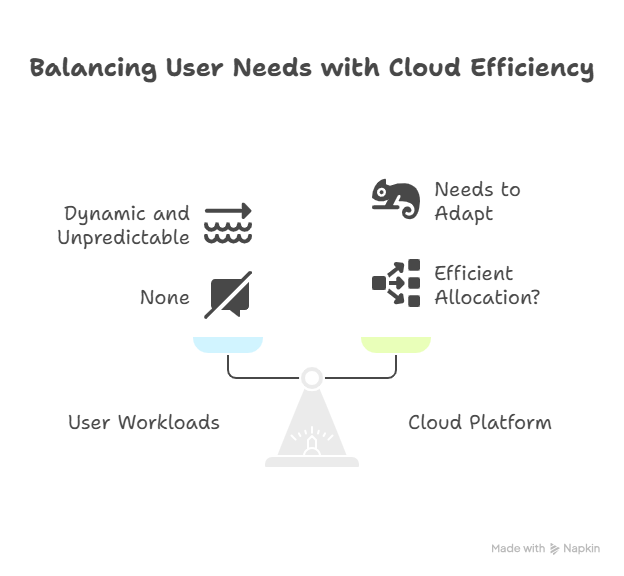 Balancing User Needs with Cloud Efficiency
Dynamic and
Unpredictable
None
Needs to
Adapt
Efficient
Allocation?
User Workloads
Cloud Platform
Made with Napkin